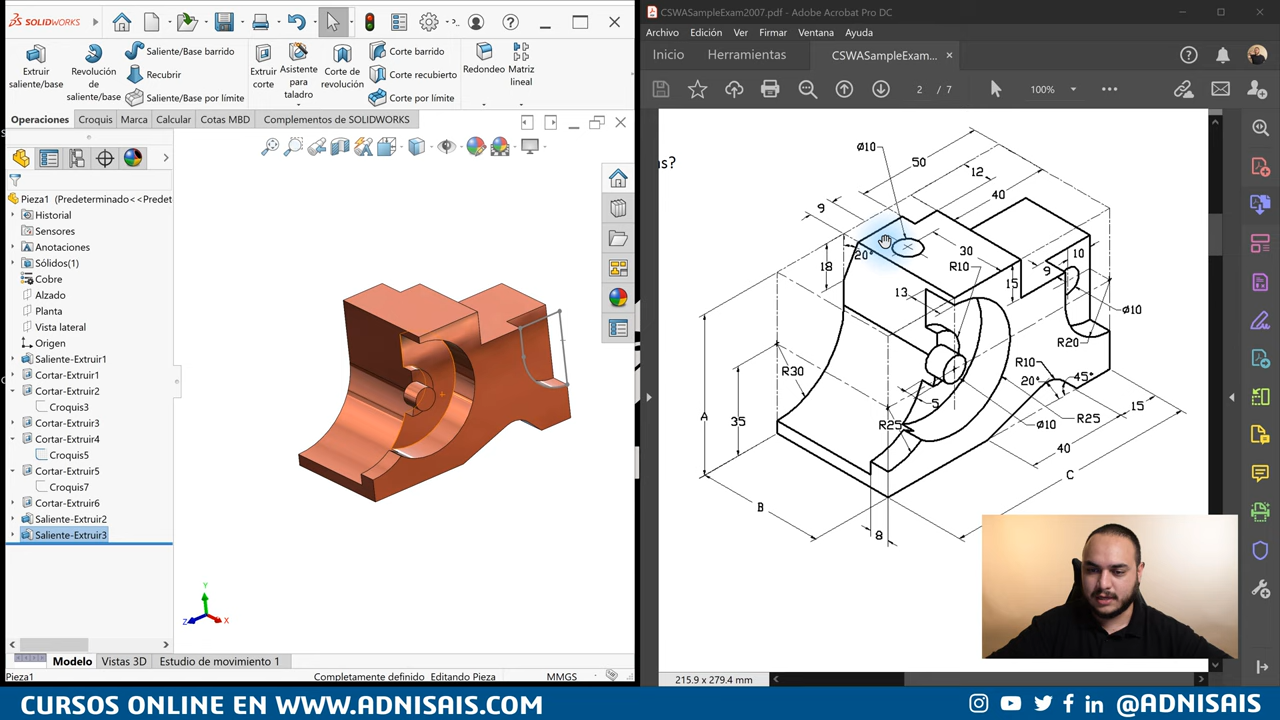 SOLIDWORKS
CSWASampleExam2007.pdf - Adobe Acrobat Pro DC
Archivo Edición Ver Firmar Ventana Ayuda
Inicio Herramientas CSWASampleExam... ×
2 / 7 100%
Extruir saliente/base
Revolución de saliente/base
Saliente/Base barrido
Recubrir
Saliente/Base por límite
Extruir corte
Asistente para taladro
Corte de revolución
Corte barrido
Corte recubierto
Corte por límite
Redondeo
Matriz lineal
Operaciones Croquis Marca Calcular Cotas MBD Complementos de SOLIDWORKS
Pieza1 (Predeterminado<<Predet
Historial
Sensores
Anotaciones
Sólidos(1)
Cobre
Alzado
Planta
Vista lateral
Origen
Saliente-Extruir1
Cortar-Extruir1
Cortar-Extruir2
Croquis3
Cortar-Extruir3
Cortar-Extruir4
Croquis5
Cortar-Extruir5
Croquis7
Cortar-Extruir6
Saliente-Extruir2
Saliente-Extruir3
Y
Z
X
Modelo Vistas 3D Estudio de movimiento 1
Pieza1 Completamente definido Editando Pieza MMGS
as?
Ø10
50
12
40
9
20°
18
30
R10
13
15
9
10
Ø10
R20
R30
R10
20°
45°
A
35
5
R25
Ø10
R25
15
40
C
B
8
215.9 x 279.4 mm
CURSOS ONLINE EN WWW.ADNISAIS.COM
@ADNISAIS